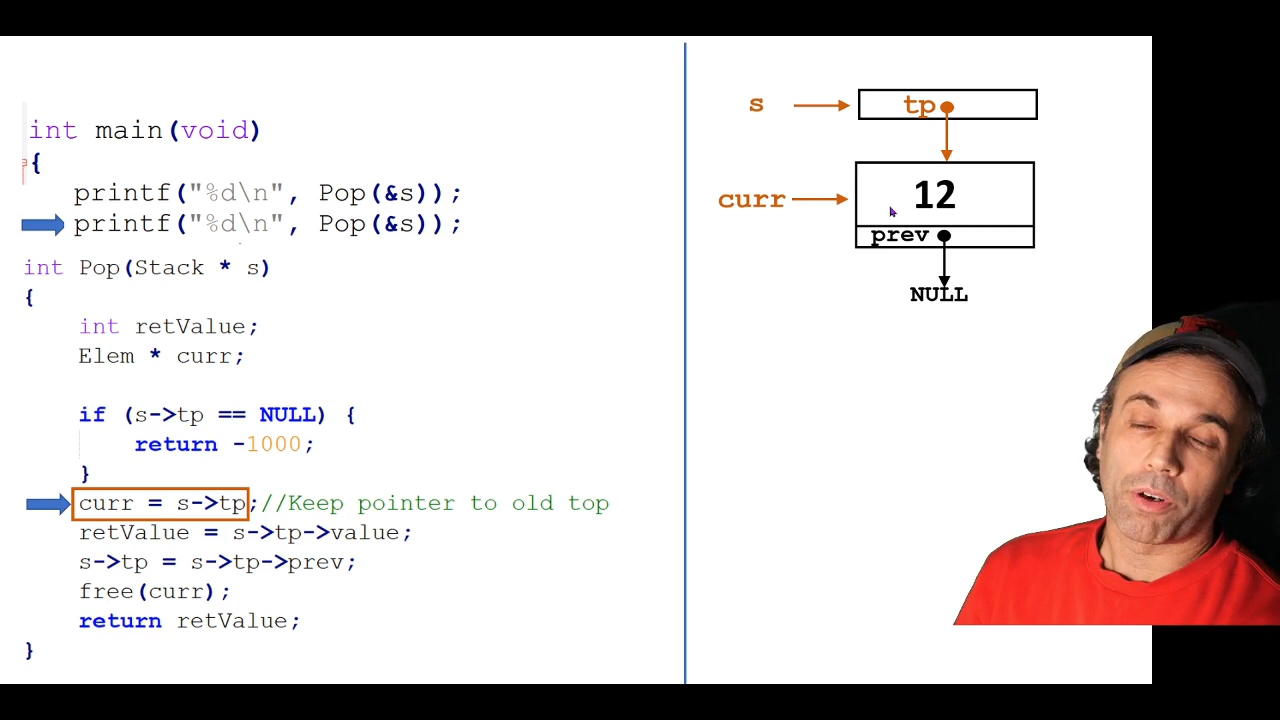 int main(void)
{
printf("%d\n", Pop(&s));
printf("%d\n", Pop(&s));
int Pop(Stack * s)
{
int retValue;
Elem * curr;
if (s->tp == NULL) {
return -1000;
}
curr = s->tp;//Keep pointer to old top
retValue = s->tp->value;
s->tp = s->tp->prev;
free(curr);
return retValue;
}
s
tp
curr
12
prev
NULL